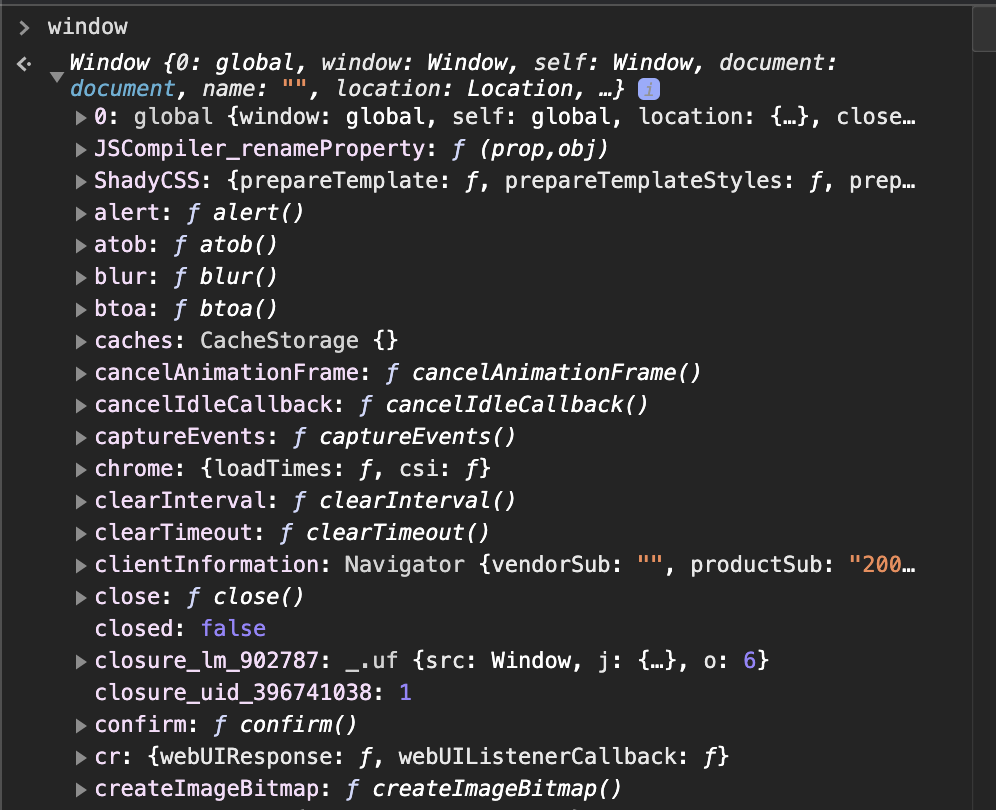 > window
Window {0: global, window: Window, self: Window, document:
document, name: "", location: Location, …} i
0: global {window: global, self: global, location: {…}, close…
JSCompiler_renameProperty: ƒ (prop,obj)
ShadyCSS: {prepareTemplate: ƒ, prepareTemplateStyles: ƒ, prep…
alert: ƒ alert()
atob: ƒ atob()
blur: ƒ blur()
btoa: ƒ btoa()
caches: CacheStorage {}
cancelAnimationFrame: ƒ cancelAnimationFrame()
cancelIdleCallback: ƒ cancelIdleCallback()
captureEvents: ƒ captureEvents()
chrome: {loadTimes: ƒ, csi: ƒ}
clearInterval: ƒ clearInterval()
clearTimeout: ƒ clearTimeout()
clientInformation: Navigator {vendorSub: "", productSub: "200…
close: ƒ close()
closed: false
closure_lm_902787: _.uf {src: Window, j: {…}, o: 6}
closure_uid_396741038: 1
confirm: ƒ confirm()
cr: {webUIResponse: ƒ, webUIListenerCallback: ƒ}
createImageBitmap: ƒ createImageBitmap()